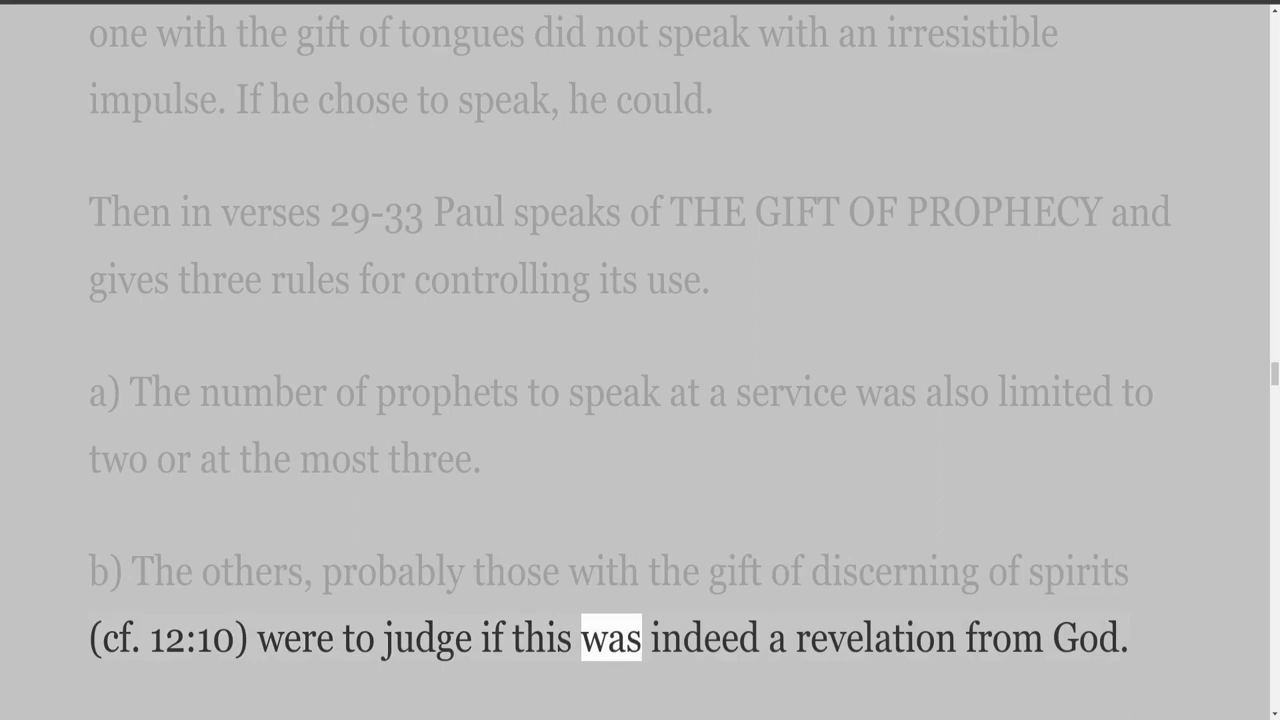 one with the gift of tongues did not speak with an irresistible
impulse. If he chose to speak, he could.
Then in verses 29-33 Paul speaks of THE GIFT OF PROPHECY and
gives three rules for controlling its use.
a) The number of prophets to speak at a service was also limited to
two or at the most three.
b) The others, probably those with the gift of discerning of spirits
(cf. 12:10) were to judge if this was indeed a revelation from God.